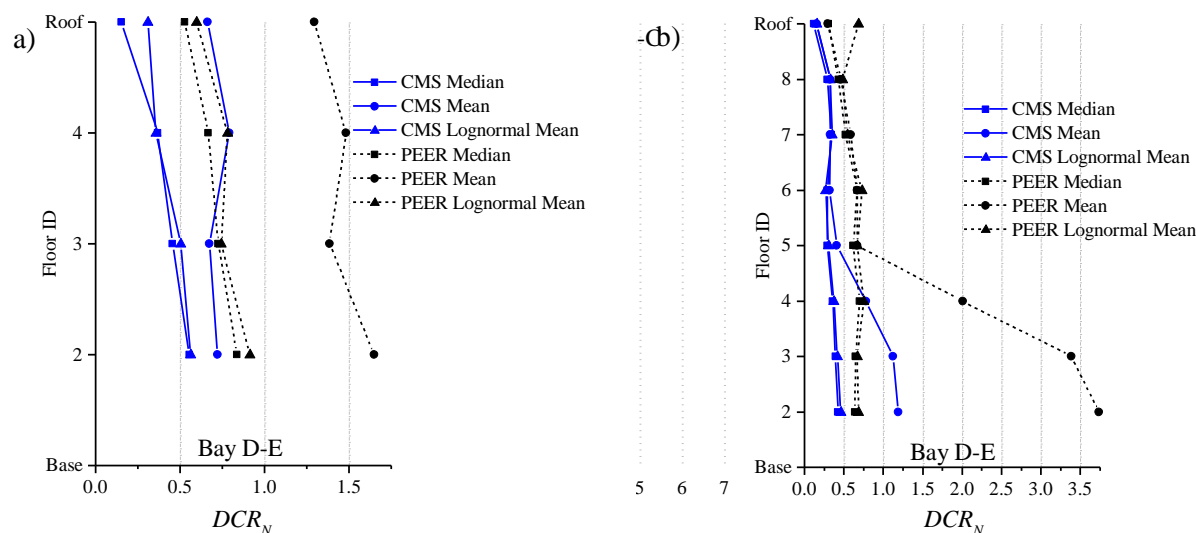 a)
Roof
4
3
2
Base
Floor ID
CMS Median
CMS Mean
CMS Lognormal Mean
PEER Median
PEER Mean
PEER Lognormal Mean
Bay D-E
0.0 0.5 1.0 1.5
DCR_N
5 6 7
b)
Roof
8
7
6
5
4
3
2
Base
Floor ID
CMS Median
CMS Mean
CMS Lognormal Mean
PEER Median
PEER Mean
PEER Lognormal Mean
Bay D-E
0.0 0.5 1.0 1.5 2.0 2.5 3.0 3.5
DCR_N